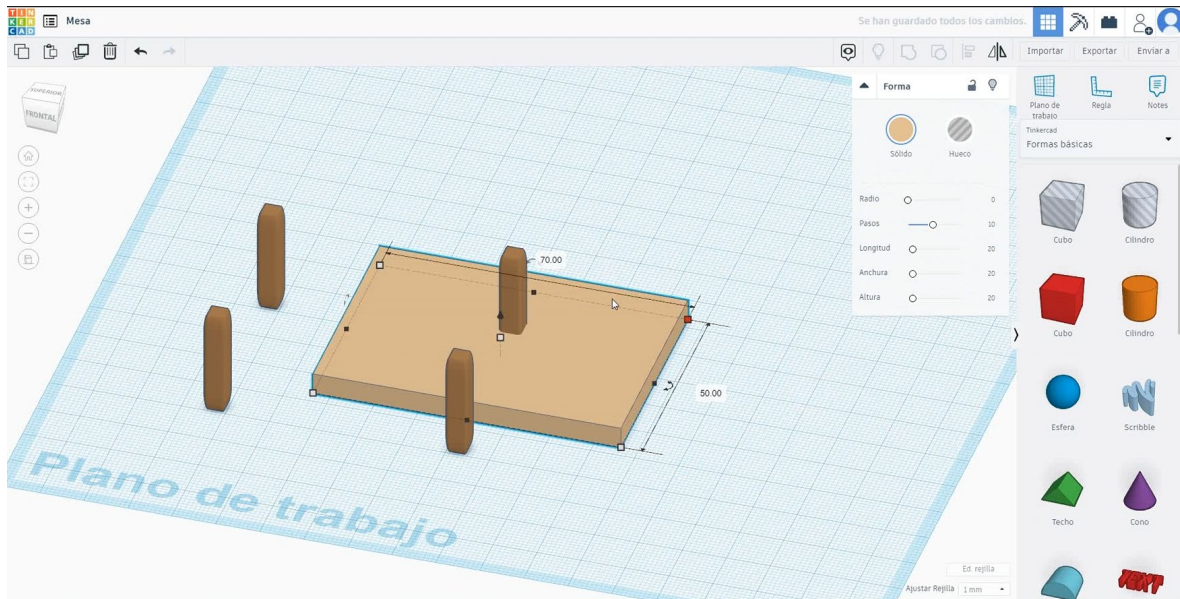 TIN
KER
CAD
Mesa
Se han guardado todos los cambios.
Importar
Exportar
Enviar a
SUPERIOR
FRONTAL
Forma
Sólido
Hueco
Radio
0
Pasos
10
Longitud
20
Anchura
20
Altura
20
Plano de
trabajo
Regla
Notes
Tinkercad
Formas básicas
Cubo
Cilindro
Cubo
Cilindro
Esfera
Scribble
Techo
Cono
TEXT
70.00
50.00
Plano de trabajo
Ed. rejilla
Ajustar Rejilla
1 mm